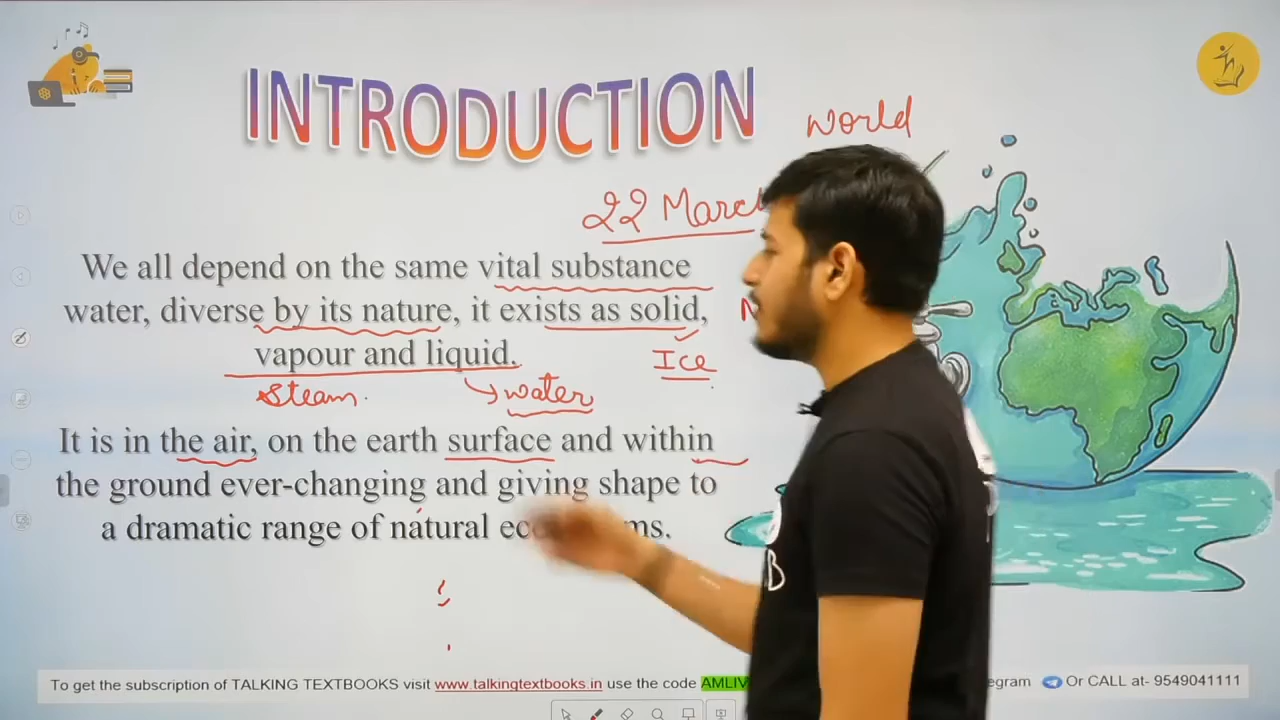 INTRODUCTION
world
22 March
We all depend on the same vital substance
water, diverse by its nature, it exists as solid,
vapour and liquid.
Ice
Steam.
water
It is in the air, on the earth surface and within
the ground ever-changing and giving shape to
a dramatic range of natural
To get the subscription of TALKING TEXTBOOKS visit www.talkingtextbooks.in use the code AMLIV
Or CALL at- 9549041111